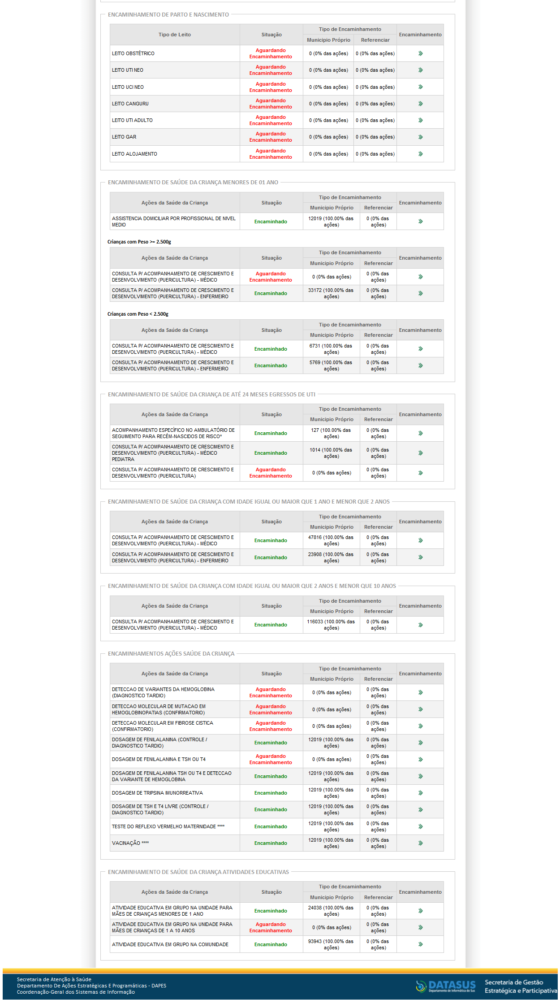 ENCAMINHAMENTO DE PARTO E NASCIMENTO
Tipo de Leito Situação Tipo de Encaminhamento Encaminhamento
Municipio Próprio Referenciar
LEITO OBSTÉTRICO Aguardando Encaminhamento 0 (0% das ações) 0 (0% das ações)
LEITO UTI NEO Aguardando Encaminhamento 0 (0% das ações) 0 (0% das ações)
LEITO UCI NEO Aguardando Encaminhamento 0 (0% das ações) 0 (0% das ações)
LEITO CANGURU Aguardando Encaminhamento 0 (0% das ações) 0 (0% das ações)
LEITO UTI ADULTO Aguardando Encaminhamento 0 (0% das ações) 0 (0% das ações)
LEITO GAR Aguardando Encaminhamento 0 (0% das ações) 0 (0% das ações)
LEITO ALOJAMENTO Aguardando Encaminhamento 0 (0% das ações) 0 (0% das ações)
ENCAMINHAMENTO DE SAÚDE DA CRIANÇA MENORES DE 01 ANO
Ações da Saúde da Criança Situação Tipo de Encaminhamento Encaminhamento
Municipio Próprio Referenciar
ASSISTENCIA DOMICILIAR POR PROFISSIONAL DE NIVEL MEDIO Encaminhado 12019 (100.00% das ações) 0 (0% das ações)
Crianças com Peso >= 2.500g
Ações da Saúde da Criança Situação Tipo de Encaminhamento Encaminhamento
Municipio Próprio Referenciar
CONSULTA P/ ACOMPANHAMENTO DE CRESCIMENTO E DESENVOLVIMENTO (PUERICULTURA) - MÉDICO Aguardando Encaminhamento 0 (0% das ações) 0 (0% das ações)
CONSULTA P/ ACOMPANHAMENTO DE CRESCIMENTO E DESENVOLVIMENTO (PUERICULTURA) - ENFERMEIRO Encaminhado 33172 (100.00% das ações) 0 (0% das ações)
Crianças com Peso < 2.500g
Ações da Saúde da Criança Situação Tipo de Encaminhamento Encaminhamento
Municipio Próprio Referenciar
CONSULTA P/ ACOMPANHAMENTO DE CRESCIMENTO E DESENVOLVIMENTO (PUERICULTURA) - MÉDICO Encaminhado 6731 (100.00% das ações) 0 (0% das ações)
CONSULTA P/ ACOMPANHAMENTO DE CRESCIMENTO E DESENVOLVIMENTO (PUERICULTURA) - ENFERMEIRO Encaminhado 5769 (100.00% das ações) 0 (0% das ações)
ENCAMINHAMENTO DE SAÚDE DA CRIANÇA DE ATÉ 24 MESES EGRESSOS DE UTI
Ações da Saúde da Criança Situação Tipo de Encaminhamento Encaminhamento
Municipio Próprio Referenciar
ACOMPANHAMENTO ESPECÍFICO NO AMBULATÓRIO DE SEGUIMENTO PARA RECÉM-NASCIDOS DE RISCO* Encaminhado 127 (100.00% das ações) 0 (0% das ações)
CONSULTA P/ ACOMPANHAMENTO DE CRESCIMENTO E DESENVOLVIMENTO (PUERICULTURA) - MÉDICO PEDIATRA Encaminhado 1014 (100.00% das ações) 0 (0% das ações)
CONSULTA P/ ACOMPANHAMENTO DE CRESCIMENTO E DESENVOLVIMENTO (PUERICULTURA) Aguardando Encaminhamento 0 (0% das ações) 0 (0% das ações)
ENCAMINHAMENTO DE SAÚDE DA CRIANÇA COM IDADE IGUAL OU MAIOR QUE 1 ANO E MENOR QUE 2 ANOS
Ações da Saúde da Criança Situação Tipo de Encaminhamento Encaminhamento
Municipio Próprio Referenciar
CONSULTA P/ ACOMPANHAMENTO DE CRESCIMENTO E DESENVOLVIMENTO (PUERICULTURA) - MÉDICO Encaminhado 47816 (100.00% das ações) 0 (0% das ações)
CONSULTA P/ ACOMPANHAMENTO DE CRESCIMENTO E DESENVOLVIMENTO (PUERICULTURA) - ENFERMEIRO Encaminhado 23908 (100.00% das ações) 0 (0% das ações)
ENCAMINHAMENTO DE SAÚDE DA CRIANÇA COM IDADE IGUAL OU MAIOR QUE 2 ANOS E MENOR QUE 10 ANOS
Ações da Saúde da Criança Situação Tipo de Encaminhamento Encaminhamento
Municipio Próprio Referenciar
CONSULTA P/ ACOMPANHAMENTO DE CRESCIMENTO E DESENVOLVIMENTO (PUERICULTURA) - MÉDICO Encaminhado 116033 (100.00% das ações) 0 (0% das ações)
ENCAMINHAMENTOS AÇÕES SAÚDE DA CRIANÇA
Ações da Saúde da Criança Situação Tipo de Encaminhamento Encaminhamento
Municipio Próprio Referenciar
DETECCAO DE VARIANTES DA HEMOGLOBINA (DIAGNOSTICO TARDIO) Aguardando Encaminhamento 0 (0% das ações) 0 (0% das ações)
DETECCAO MOLECULAR DE MUTACAO EM HEMOGLOBINOPATIAS (CONFIRMATORIO) Aguardando Encaminhamento 0 (0% das ações) 0 (0% das ações)
DETECCAO MOLECULAR EM FIBROSE CISTICA (CONFIRMATORIO) Aguardando Encaminhamento 0 (0% das ações) 0 (0% das ações)
DOSAGEM DE FENILALANINA (CONTROLE / DIAGNOSTICO TARDIO) Encaminhado 12019 (100.00% das ações) 0 (0% das ações)
DOSAGEM DE FENILALANINA E TSH OU T4 Aguardando Encaminhamento 0 (0% das ações) 0 (0% das ações)
DOSAGEM DE FENILALANINA TSH OU T4 E DETECCAO DA VARIANTE DE HEMOGLOBINA Encaminhado 12019 (100.00% das ações) 0 (0% das ações)
DOSAGEM DE TRIPSINA IMUNORREATIVA Encaminhado 12019 (100.00% das ações) 0 (0% das ações)
DOSAGEM DE TSH E T4 LIVRE (CONTROLE / DIAGNOSTICO TARDIO) Encaminhado 12019 (100.00% das ações) 0 (0% das ações)
TESTE DO REFLEXO VERMELHO MATERNIDADE **** Encaminhado 12019 (100.00% das ações) 0 (0% das ações)
VACINAÇÃO **** Encaminhado 12019 (100.00% das ações) 0 (0% das ações)
ENCAMINHAMENTO DE SAÚDE DA CRIANÇA ATIVIDADES EDUCATIVAS
Ações da Saúde da Criança Situação Tipo de Encaminhamento Encaminhamento
Municipio Próprio Referenciar
ATIVIDADE EDUCATIVA EM GRUPO NA UNIDADE PARA MÃES DE CRIANÇAS MENORES DE 1 ANO Encaminhado 24038 (100.00% das ações) 0 (0% das ações)
ATIVIDADE EDUCATIVA EM GRUPO NA UNIDADE PARA MÃES DE CRIANÇAS DE 1 A 10 ANOS Aguardando Encaminhamento 0 (0% das ações) 0 (0% das ações)
ATIVIDADE EDUCATIVA EM GRUPO NA COMUNIDADE Encaminhado 93943 (100.00% das ações) 0 (0% das ações)
Secretaria de Atenção à Saúde
Departamento De Ações Estratégicas E Programáticas - DAPES
Coordenação-Geral dos Sistemas de Informação
DATASUS
Departamento de Informática do Sus
Secretaria de Gestão
Estratégica e Participativa